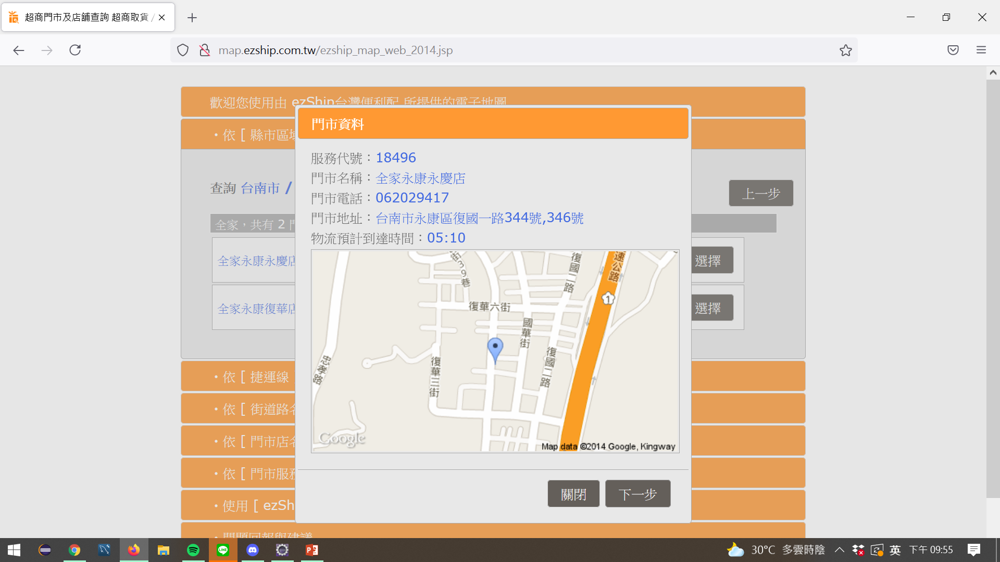 超商門市及店舖查詢 超商取貨 /
map.ezship.com.tw/ezship_map_web_2014.jsp
歡迎您使用由 ezShip台灣便利配 所提供的電子地圖
・依 [ 縣市區域
門市資料
服務代號：18496
門市名稱：全家永康永慶店
門市電話：062029417
門市地址：台南市永康區復國一路344號,346號
物流預計到達時間：05:10
查詢 台南市 /
上一步
全家，共有 2 門
全家永康永慶店
選擇
全家永康復華店
選擇
街39巷
復國二路
速公路
1
復華六街
國華街
復國二路
復華三街
忠孝路
Google
Map data ©2014 Google, Kingway
・依 [ 捷運線
・依 [ 街道路名
・依 [ 門市店名
・依 [ 門市服務
・使用 [ ezSh
・問題回報與建議
關閉
下一步
LINE
30°C 多雲時陰
英
下午 09:55